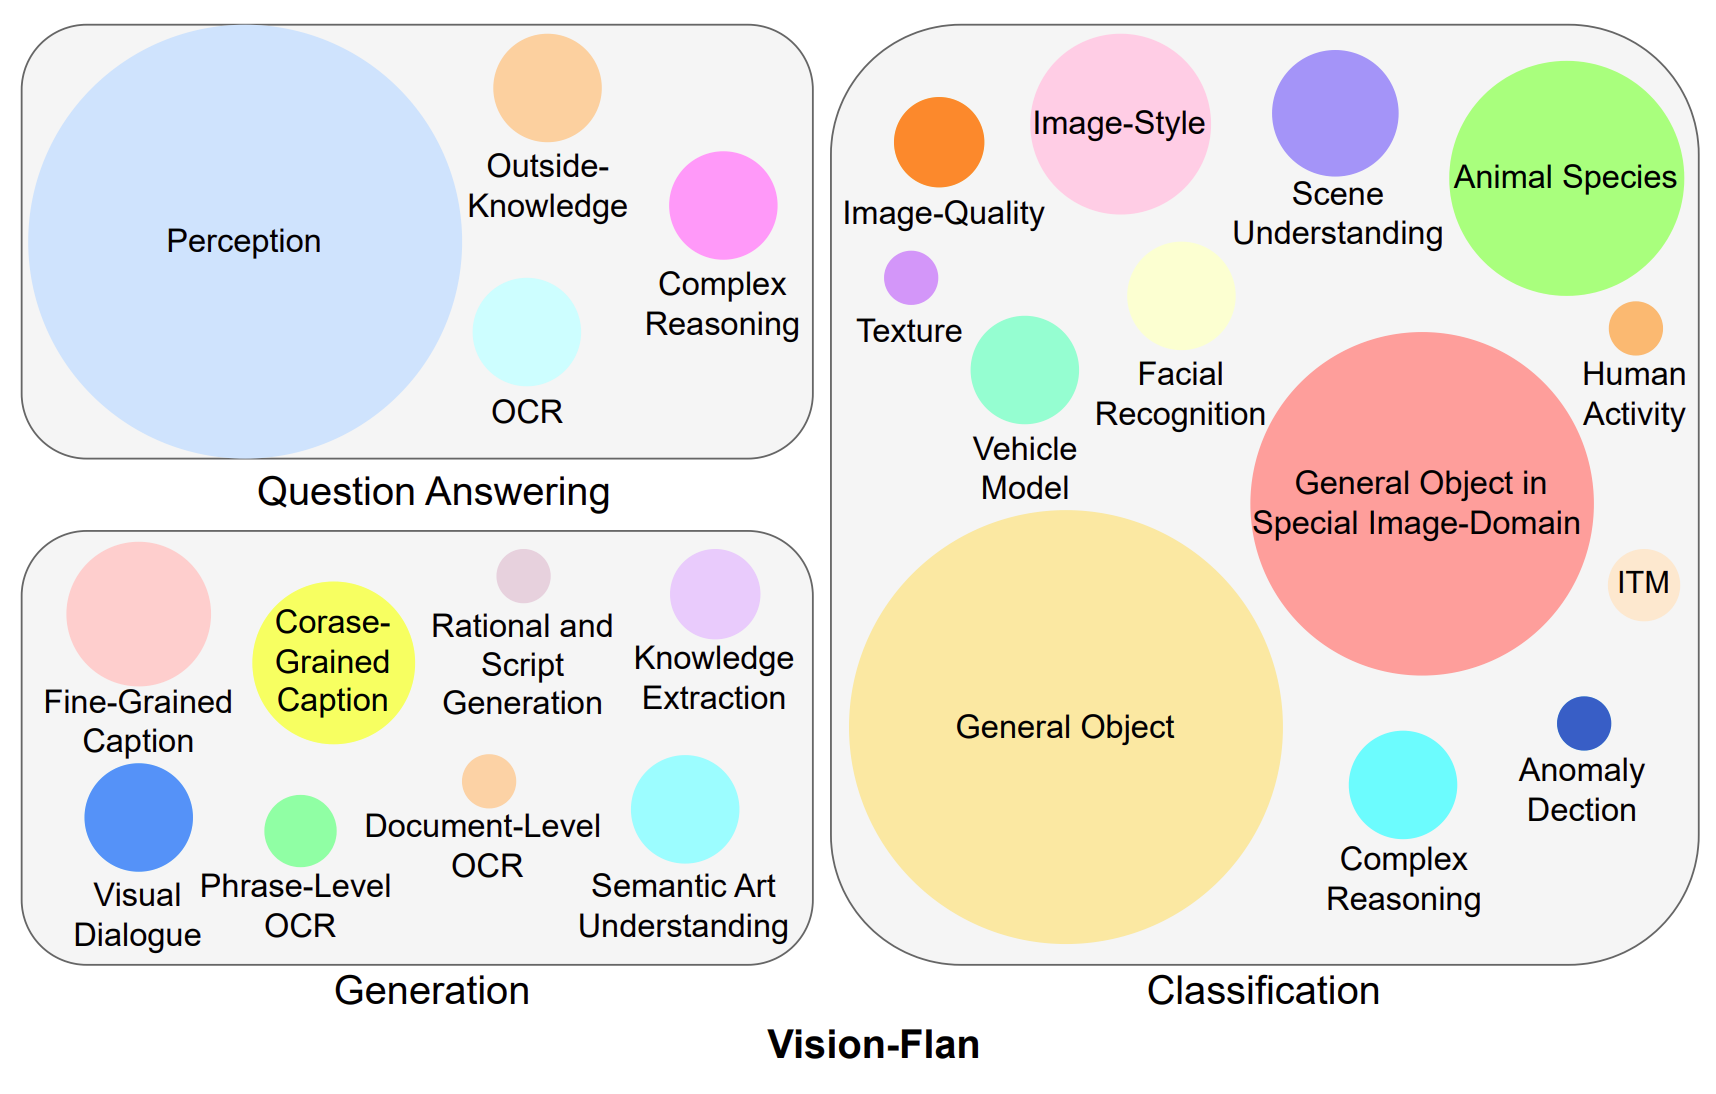 Perception
Outside-
Knowledge
Complex
Reasoning
OCR
Question Answering
Fine-Grained
Caption
Corase-
Grained
Caption
Rational and
Script
Generation
Knowledge
Extraction
Visual
Dialogue
Phrase-Level
OCR
Document-Level
OCR
Semantic Art
Understanding
Generation
Image-Quality
Image-Style
Scene
Understanding
Animal Species
Texture
Vehicle
Model
Facial
Recognition
Human
Activity
General Object in
Special Image-Domain
ITM
General Object
Complex
Reasoning
Anomaly
Dection
Classification
Vision-Flan